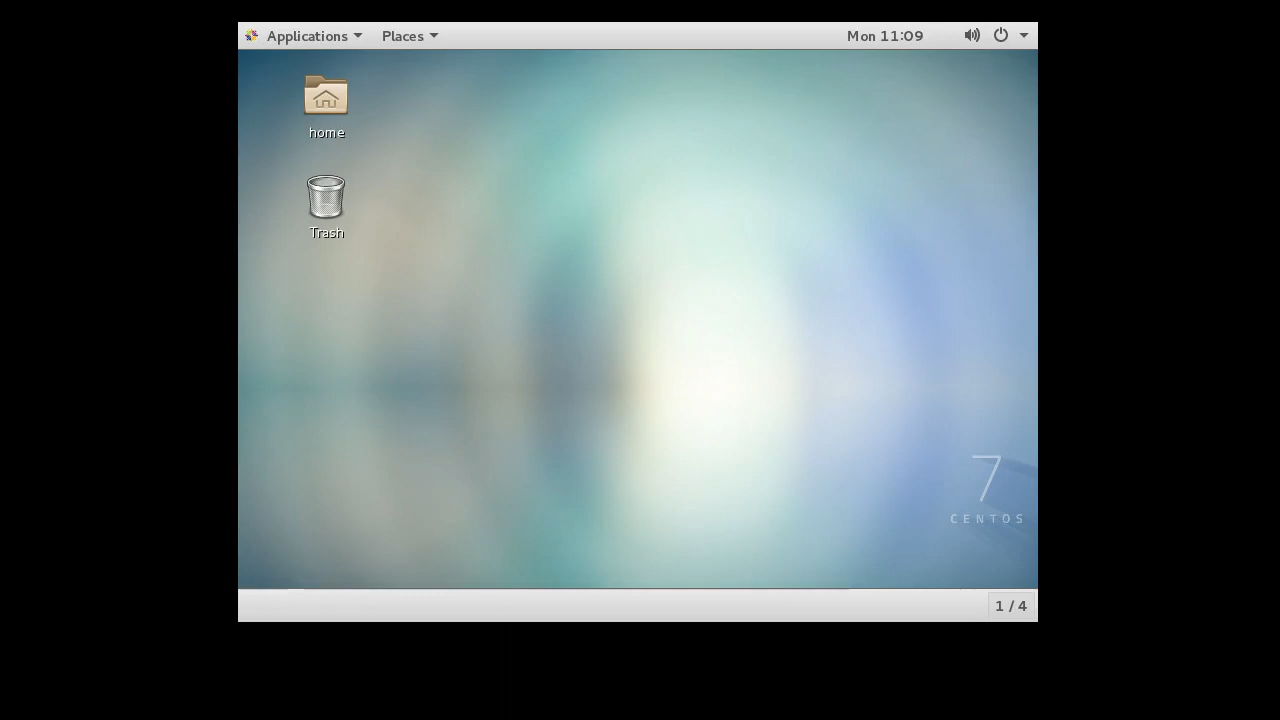 Applications Places Mon 11:09
home
Trash
7
CENTOS
1 / 4